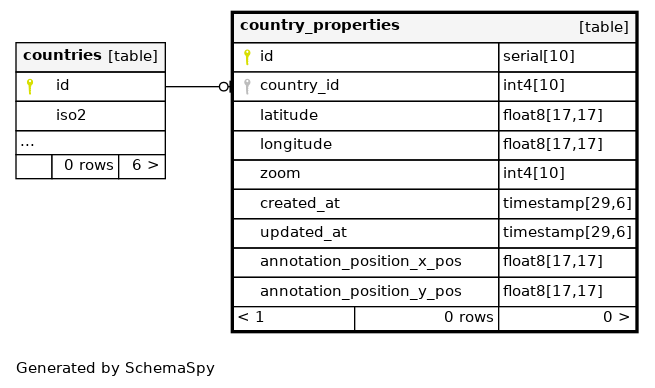 countries [table]
id
iso2
...
0 rows 6 >
country_properties [table]
id serial[10]
country_id int4[10]
latitude float8[17,17]
longitude float8[17,17]
zoom int4[10]
created_at timestamp[29,6]
updated_at timestamp[29,6]
annotation_position_x_pos float8[17,17]
annotation_position_y_pos float8[17,17]
< 1 0 rows 0 >
Generated by SchemaSpy